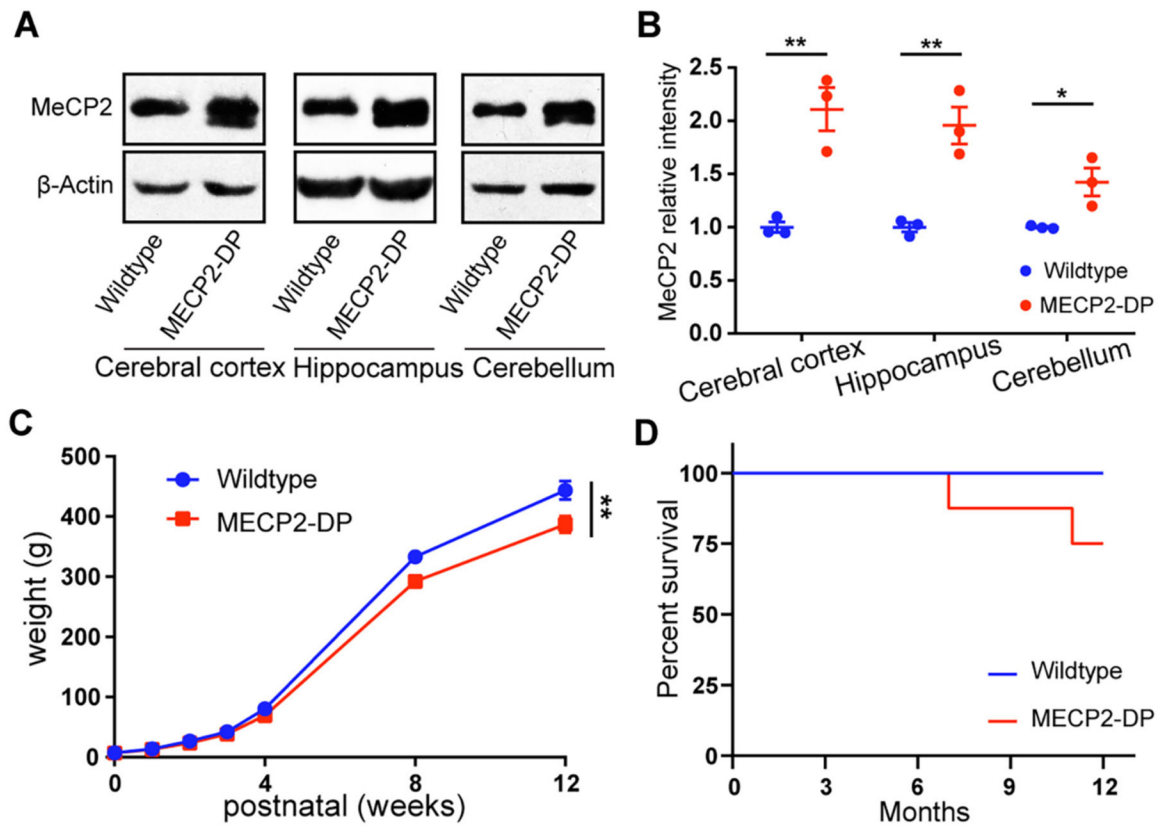 A
MeCP2
β-Actin
Wildtype
MECP2-DP
Wildtype
MECP2-DP
Wildtype
MECP2-DP
Cerebral cortex
Hippocampus
Cerebellum
B
MeCP2 relative intensity
2.5
2.0
1.5
1.0
0.5
0.0
**
**
*
Wildtype
MECP2-DP
Cerebral cortex
Hippocampus
Cerebellum
C
weight (g)
500
400
300
200
100
0
Wildtype
MECP2-DP
**
0
4
8
12
postnatal (weeks)
D
Percent survival
100
75
50
25
0
Wildtype
MECP2-DP
0
3
6
9
12
Months